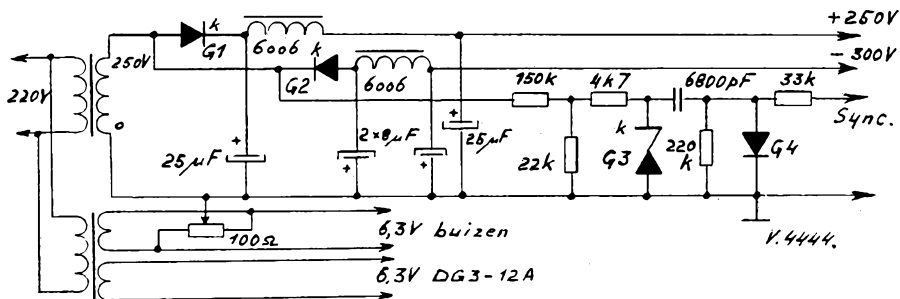 +250V
k
G1
6006
k
- 300V
220V
250V
G2
6006
150k
4k7
6800pF
33k
Sync.
+
25µF
2×8µF
+
+
+
25µF
22k
k
G3
220
k
G4
100Ω
6,3V buizen
V.4444.
6,3V DG3-12A